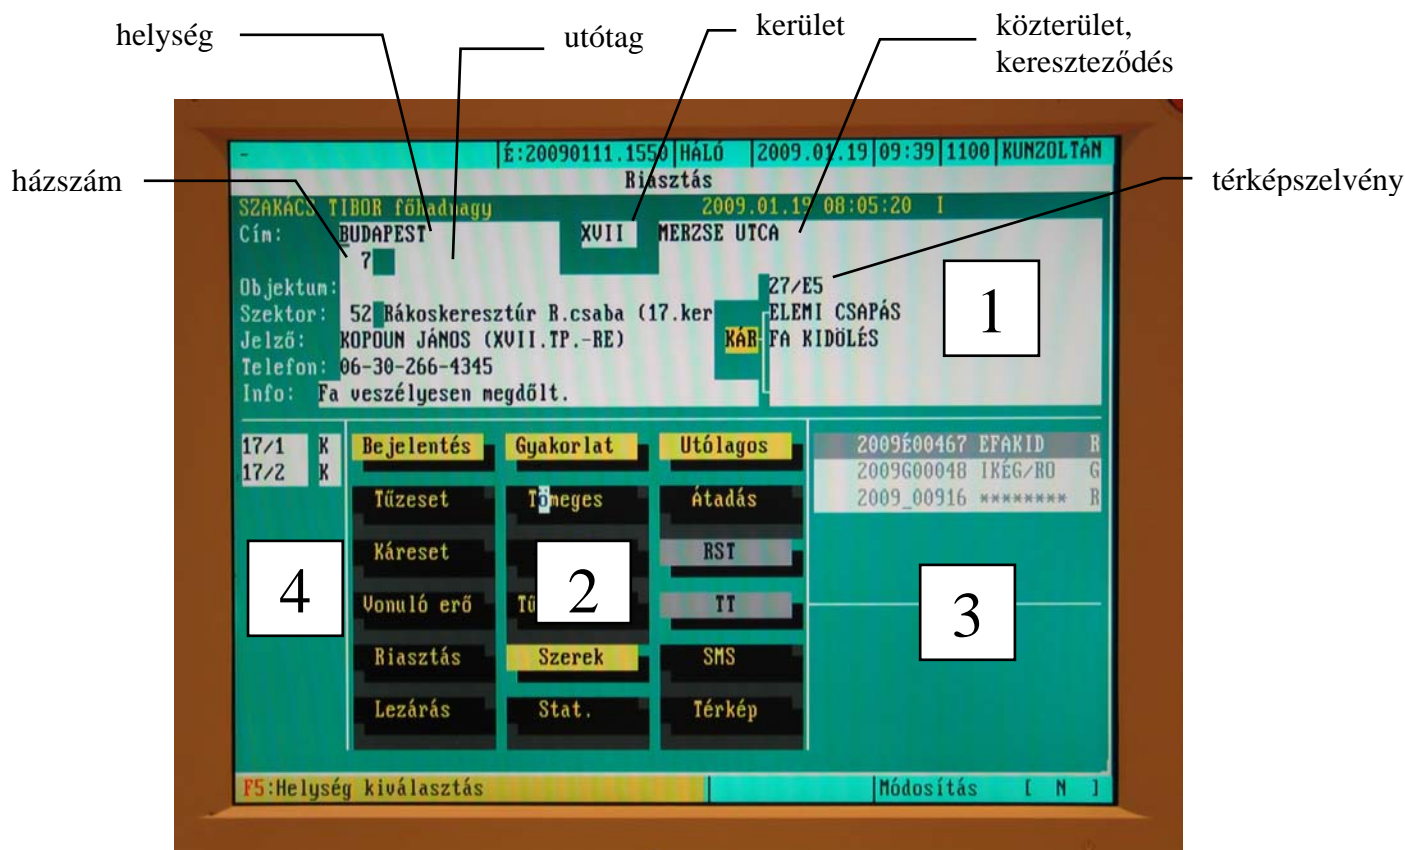 helység
utótag
kerület
közterület,
kereszteződés
házszám
térképszelvény
- É:20090111.1550 HÁLÓ 2009.01.19 09:39 1100 KUNZOLTÁN
Riasztás
SZAKÁCS TIBOR főhadnagy 2009.01.19 08:05:20 I
Cím: BUDAPEST XVII MERZSE UTCA
7
Objektum: 27/E5
Szektor: 52 Rákoskeresztúr R.csaba (17.ker ELEMI CSAPÁS
Jelző: KOPOUN JÁNOS (XVII.TP.-RE) KÁR FA KIDÖLÉS
Telefon: 06-30-266-4345
Info: Fa veszélyesen megdőlt.
1
17/1 K
17/2 K
4
Bejelentés Gyakorlat Utólagos
Tűzeset Tömeges Átadás
Káreset RST
Vonuló erő Tű TT
Riasztás Szerek SMS
Lezárás Stat. Térkép
2
2009É00467 EFAKID R
2009G00048 IKÉG/RO G
2009_00916 ******** R
3
F5:Helység kiválasztás Módosítás [ N ]